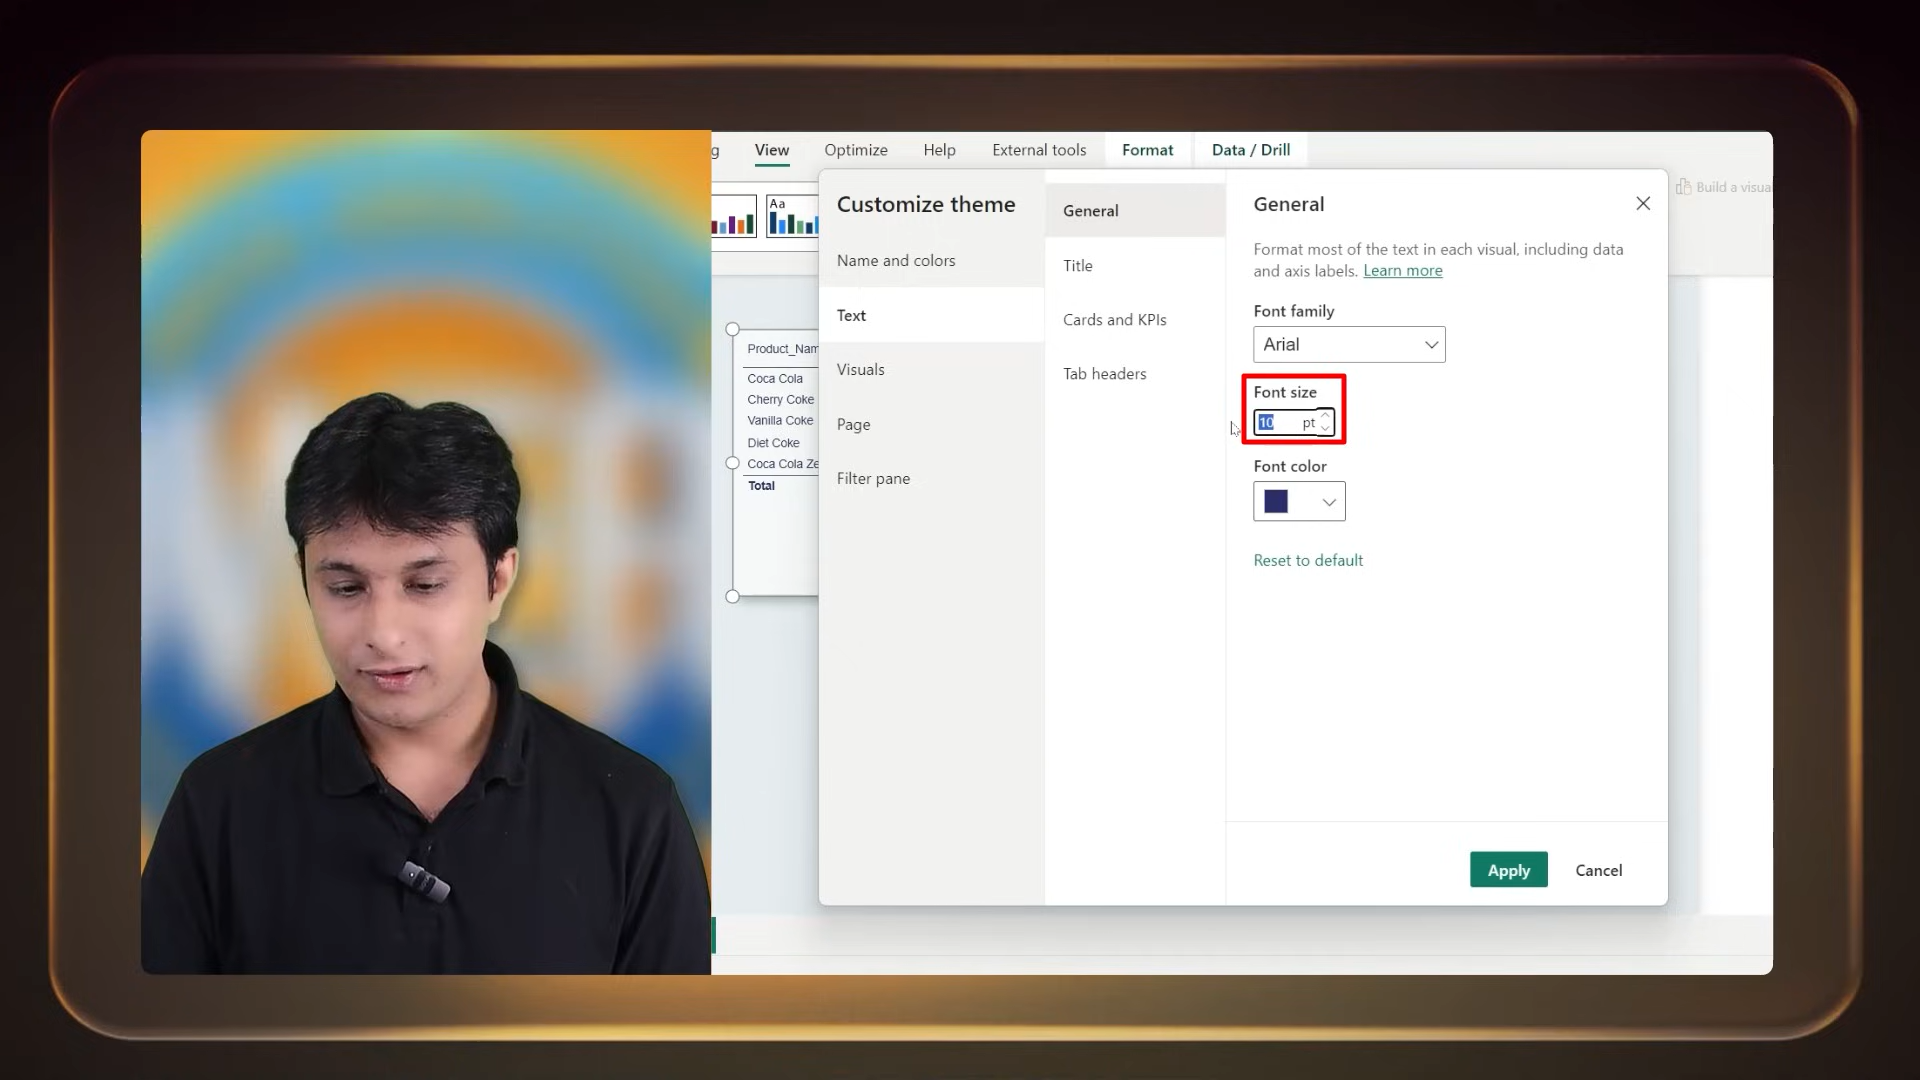 View Optimize Help External tools Format Data / Drill
Aa
Build a visua
Customize theme
Name and colors
Text
Visuals
Page
Filter pane
General
Title
Cards and KPIs
Tab headers
General
Format most of the text in each visual, including data
and axis labels. Learn more
Font family
Arial
Font size
10 pt
Font color
Reset to default
Apply Cancel
Product_Nam
Coca Cola
Cherry Coke
Vanilla Coke
Diet Coke
Coca Cola Ze
Total